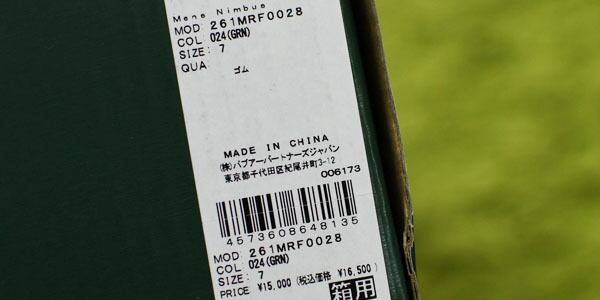 Mens Nimbus
MOD: 261MRF0028
COL: 024(GRN)
SIZE: 7
QUA ゴム
MADE IN CHINA
(株)バブアーパートナーズジャパン
東京都千代田区紀尾井町3-12
006173
4573608648135
MOD: 261MRF0028
COL: 024(GRN)
SIZE: 7
PRICE ¥15,000 (税込価格 ¥16,500)
箱用